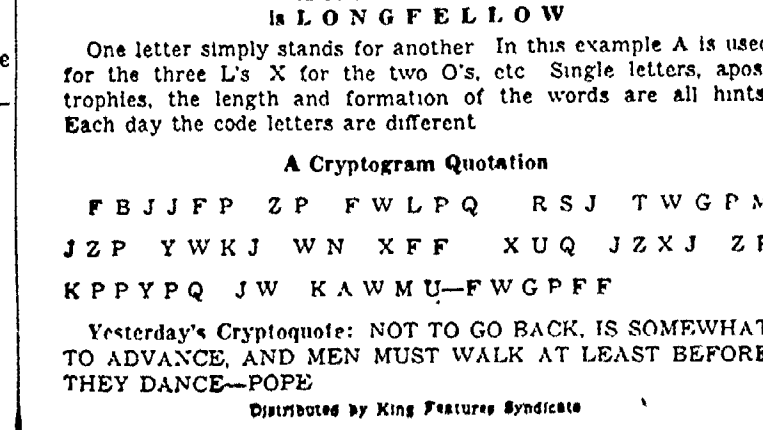 is L O N G F E L L O W
One letter simply stands for another In this example A is used
for the three L's X for the two O's, etc Single letters, apos
trophies, the length and formation of the words are all hints
Each day the code letters are different
A Cryptogram Quotation
F B J J F P Z P F W L P Q R S J T W G P
J Z P Y W K J W N X F F X U Q J Z X J Z
K P P Y P Q J W K A W M U—F W G P F F
Yesterday's Cryptoquote: NOT TO GO BACK, IS SOMEWHAT
TO ADVANCE, AND MEN MUST WALK AT LEAST BEFORE
THEY DANCE—POPE
Distributed by King Features Syndicate